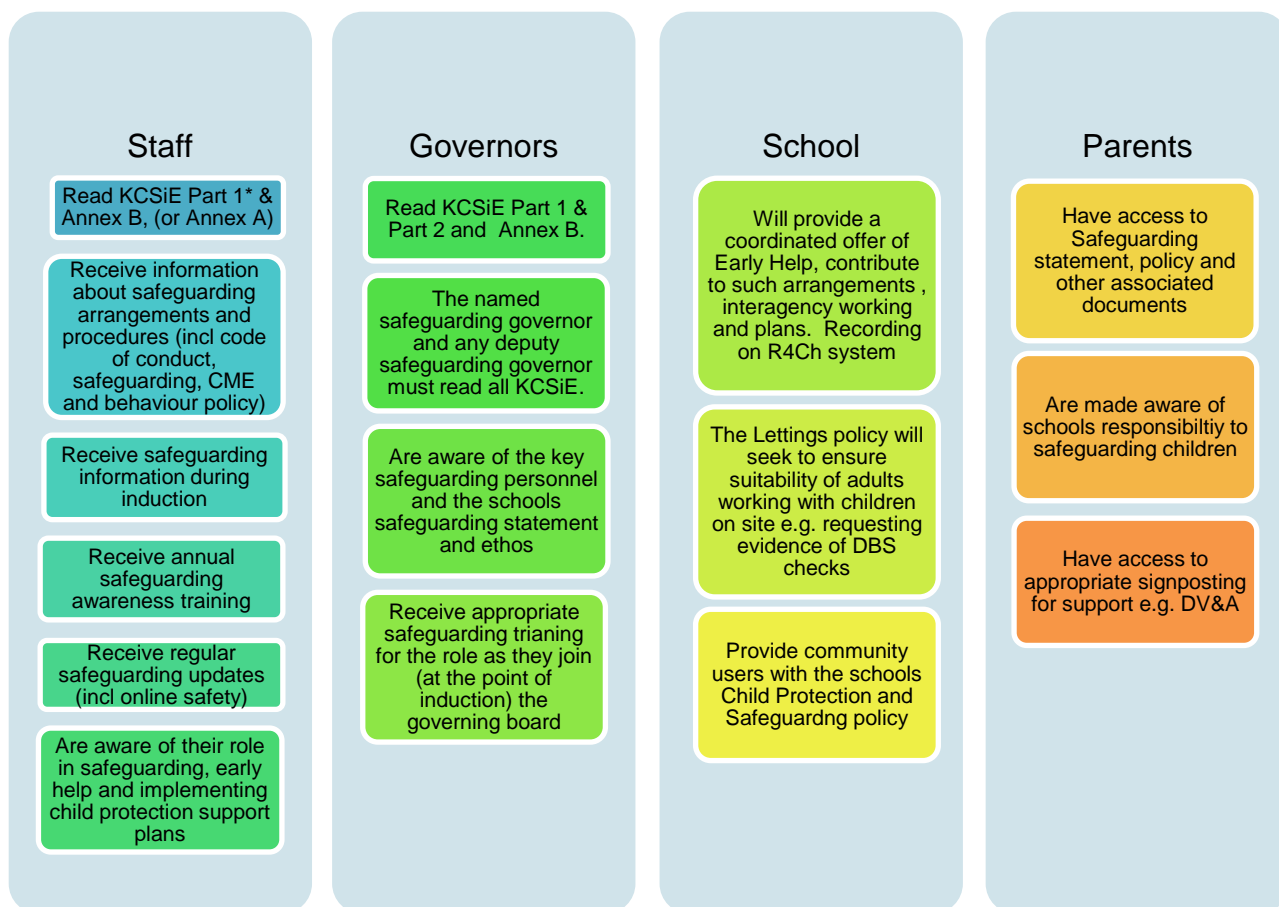 Staff
Read KCSiE Part 1* &
Annex B, (or Annex A)
Receive information
about safeguarding
arrangements and
procedures (incl code
of conduct,
safeguarding, CME
and behaviour policy)
Receive safeguarding
information during
induction
Receive annual
safeguarding
awareness training
Receive regular
safeguarding updates
(incl online safety)
Are aware of their role
in safeguarding, early
help and implementing
child protection support
plans
Governors
Read KCSiE Part 1 &
Part 2 and Annex B.
The named
safeguarding governor
and any deputy
safeguarding governor
must read all KCSiE.
Are aware of the key
safeguarding personnel
and the schools
safeguarding statement
and ethos
Receive appropriate
safeguarding trianing
for the role as they join
(at the point of
induction) the
governing board
School
Will provide a
coordinated offer of
Early Help, contribute
to such arrangements ,
interagency working
and plans. Recording
on R4Ch system
The Lettings policy will
seek to ensure
suitability of adults
working with children
on site e.g. requesting
evidence of DBS
checks
Provide community
users with the schools
Child Protection and
Safeguardng policy
Parents
Have access to
Safeguarding
statement, policy and
other associated
documents
Are made aware of
schools responsibiltiy to
safeguarding children
Have access to
appropriate signposting
for support e.g. DV&A